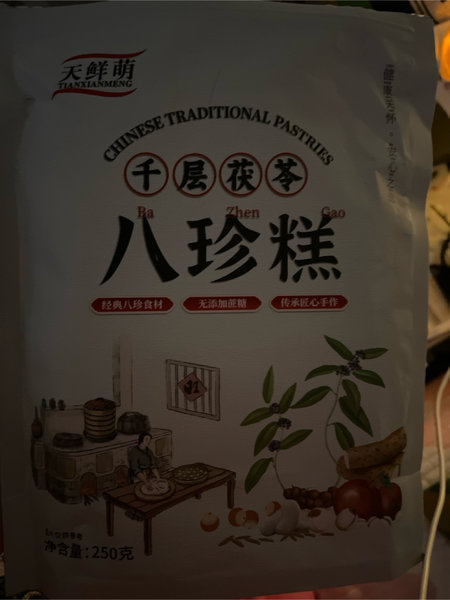 天鲜萌
TIANXIANMENG
CHINESE TRADITIONAL PASTRIES
千层茯苓
Ba Zhen Gao
八珍糕
经典八珍食材 无添加蔗糖 传承匠心手作
净含量:250克